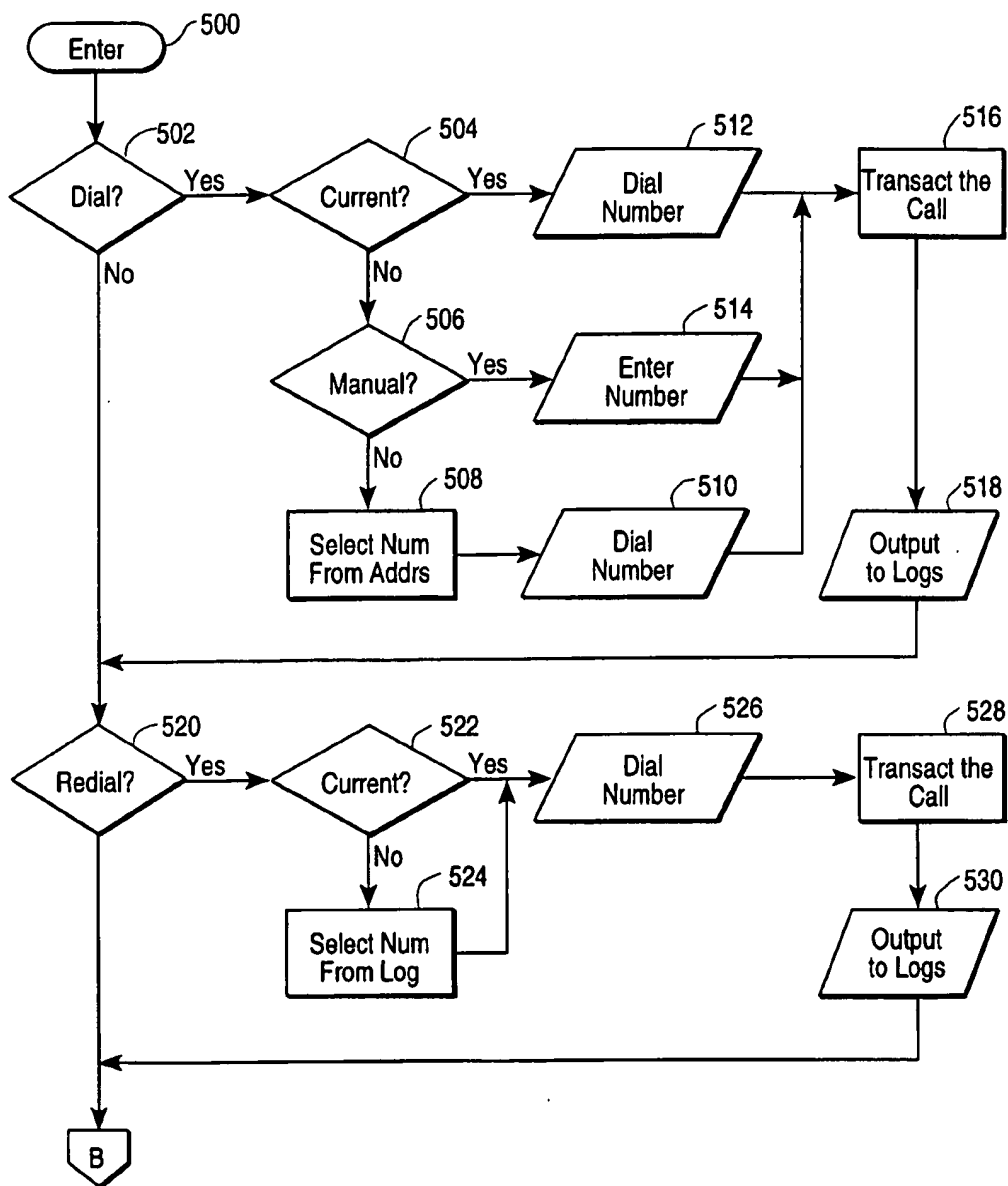 Enter
500
502
Dial?
Yes
No
504
Current?
Yes
No
512
Dial
Number
516
Transact the
Call
506
Manual?
Yes
No
514
Enter
Number
508
Select Num
From Addrs
510
Dial
Number
518
Output
to Logs
520
Redial?
Yes
522
Current?
Yes
No
526
Dial
Number
528
Transact the
Call
524
Select Num
From Log
530
Output
to Logs
B